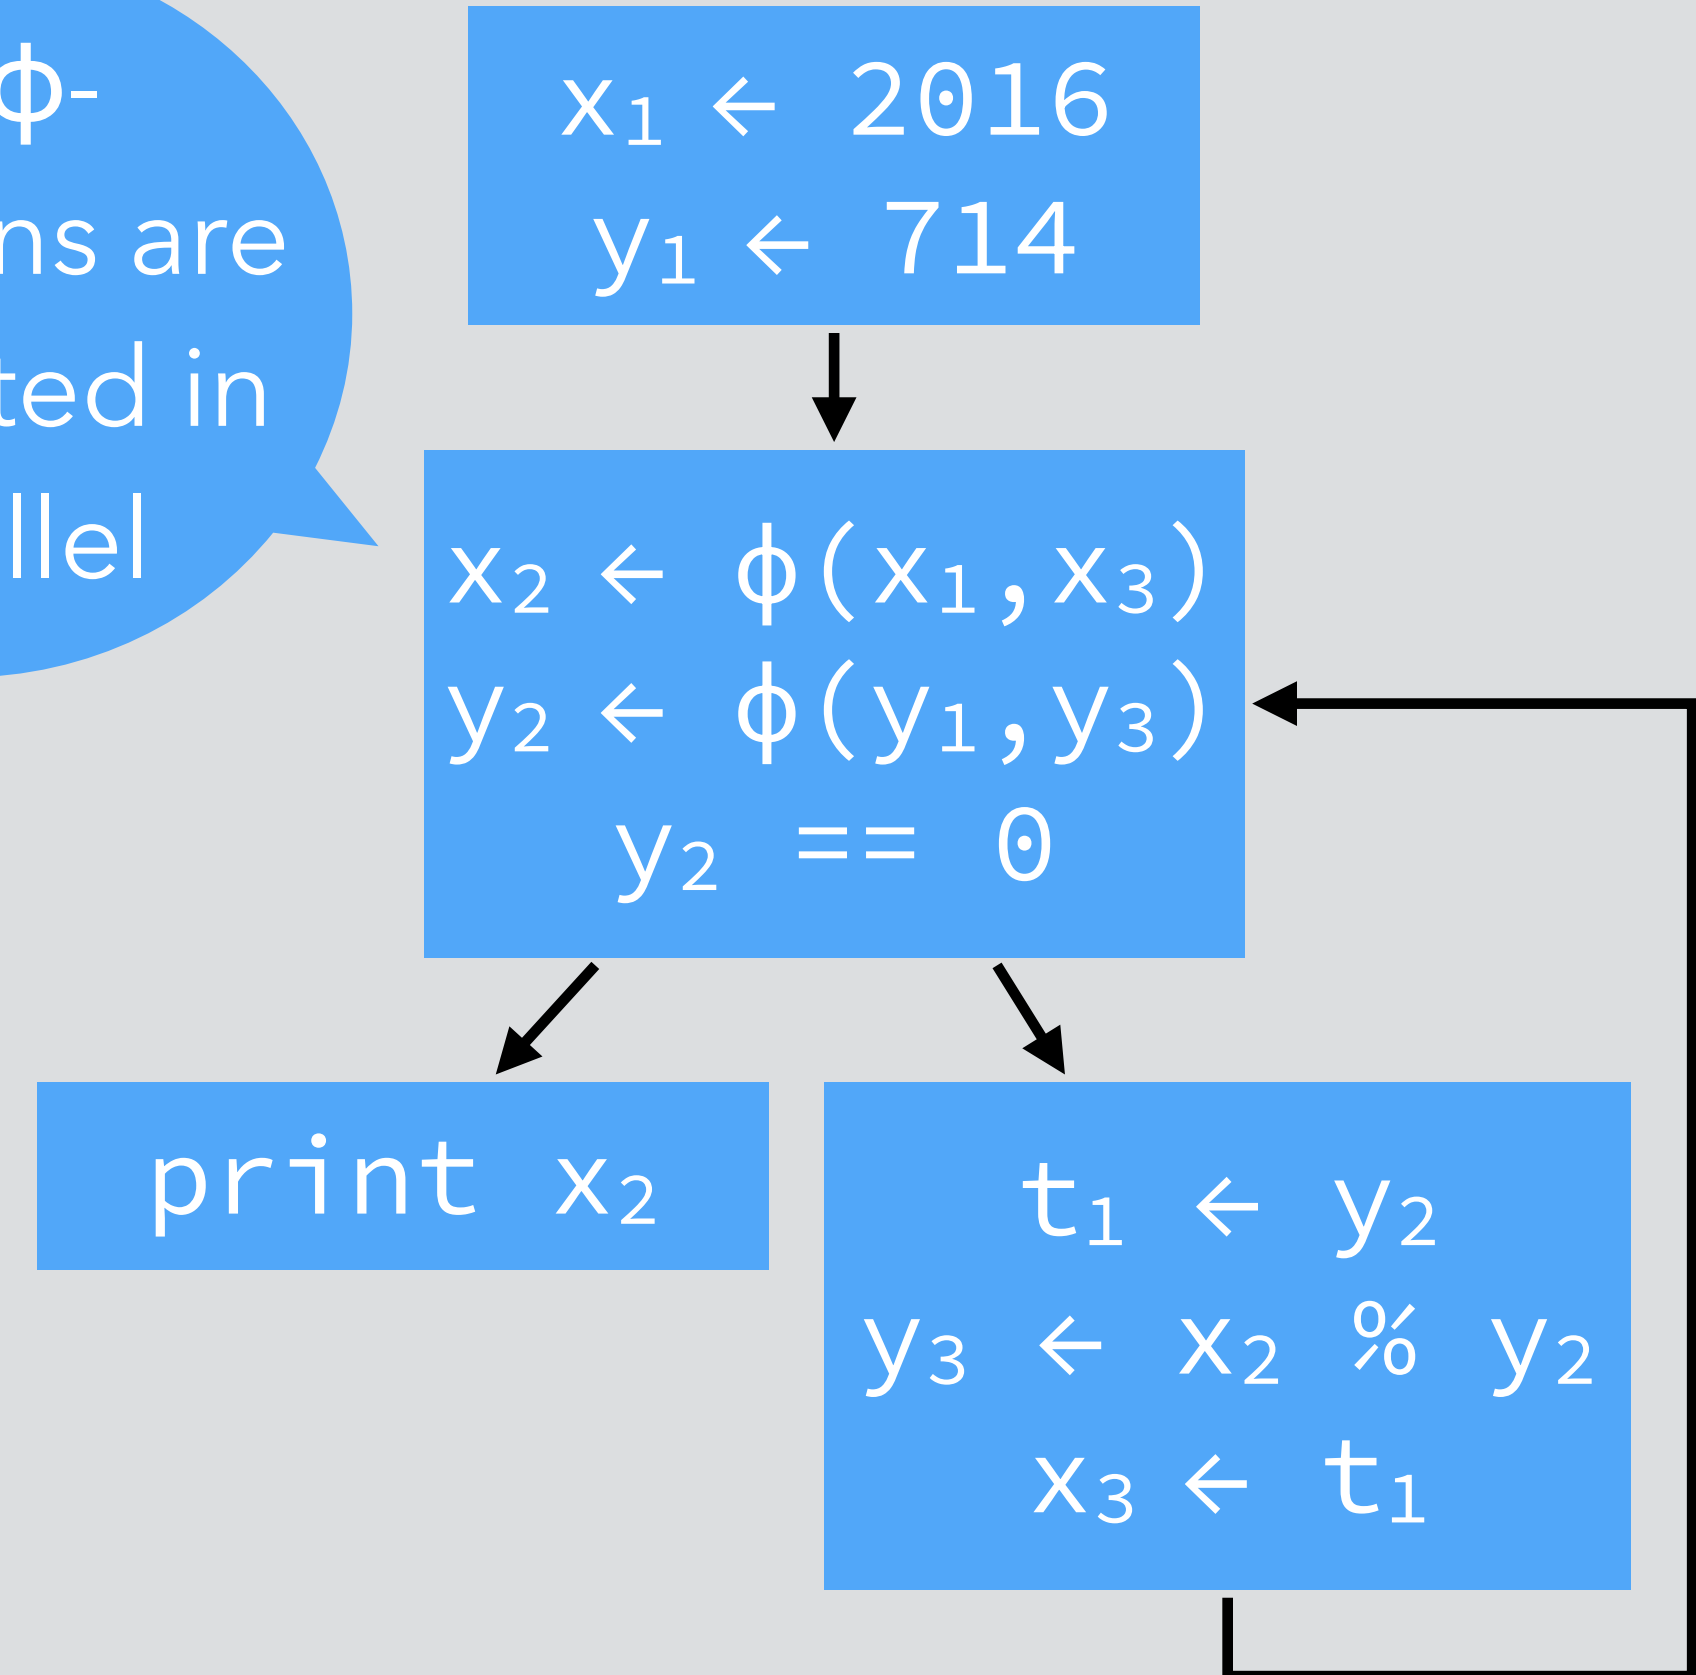 ϕ-
ns are
ted in
llel
x₁ ← 2016
y₁ ← 714
x₂ ← ϕ(x₁,x₃)
y₂ ← ϕ(y₁,y₃)
y₂ == 0
print x₂
t₁ ← y₂
y₃ ← x₂ % y₂
x₃ ← t₁